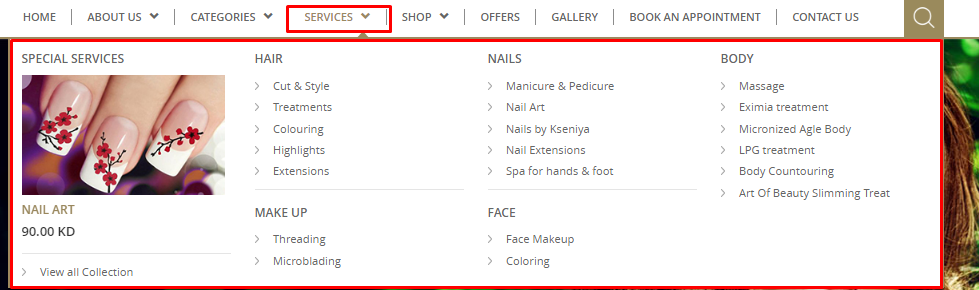 HOME
ABOUT US
CATEGORIES
SERVICES
SHOP
OFFERS
GALLERY
BOOK AN APPOINTMENT
CONTACT US
SPECIAL SERVICES
NAIL ART
90.00 KD
View all Collection
HAIR
Cut & Style
Treatments
Colouring
Highlights
Extensions
MAKE UP
Threading
Microblading
NAILS
Manicure & Pedicure
Nail Art
Nails by Kseniya
Nail Extensions
Spa for hands & foot
FACE
Face Makeup
Coloring
BODY
Massage
Eximia treatment
Micronized Agle Body
LPG treatment
Body Countouring
Art Of Beauty Slimming Treat